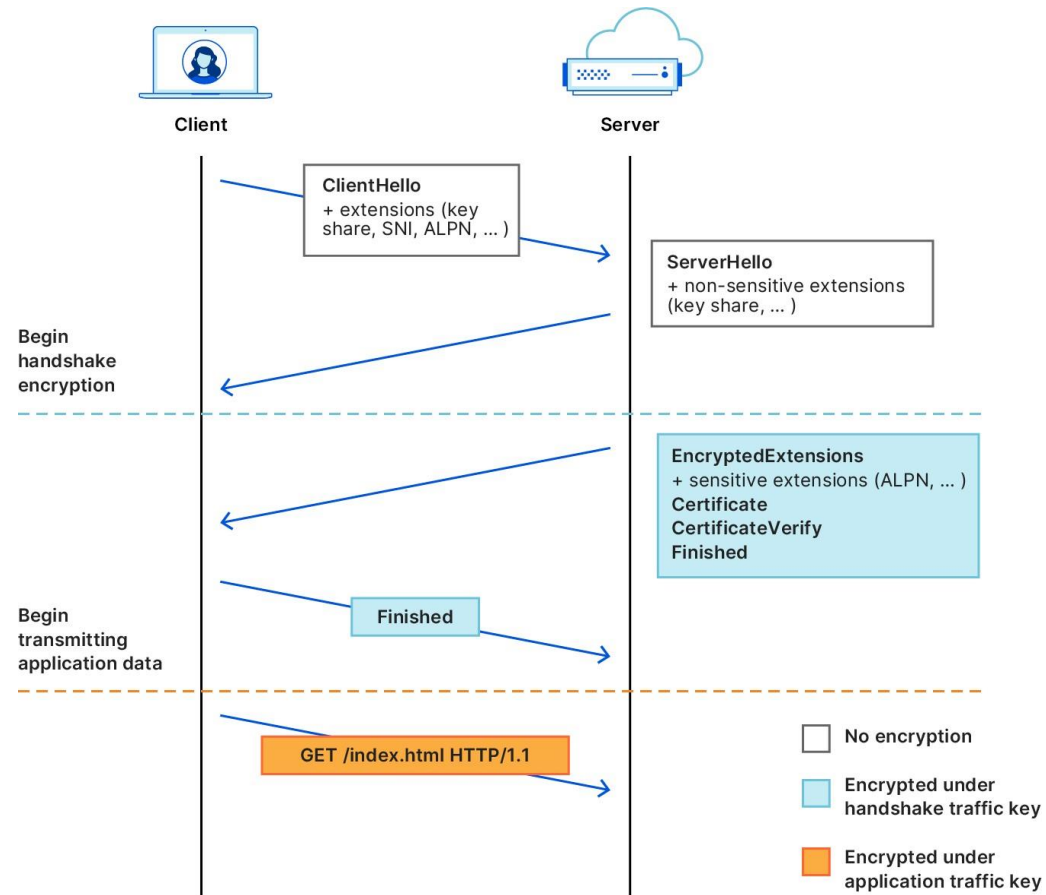 Client
Server
ClientHello
+ extensions (key
share, SNI, ALPN, ... )
ServerHello
+ non-sensitive extensions
(key share, ... )
Begin
handshake
encryption
EncryptedExtensions
+ sensitive extensions (ALPN, ... )
Certificate
CertificateVerify
Finished
Finished
Begin
transmitting
application data
GET /index.html HTTP/1.1
No encryption
Encrypted under
handshake traffic key
Encrypted under
application traffic key